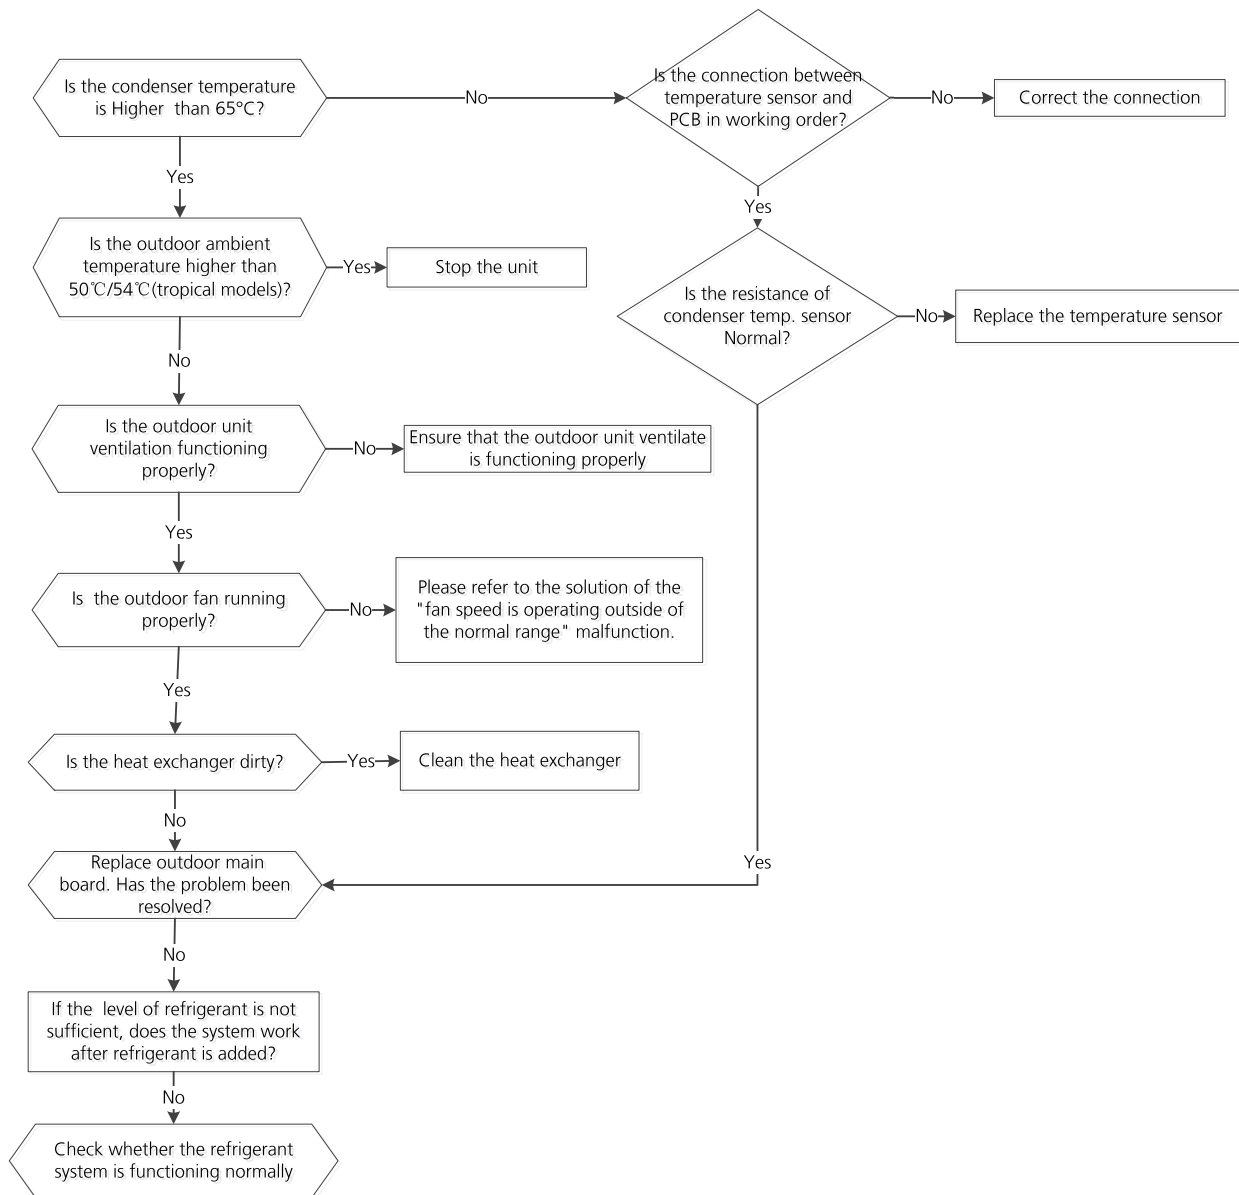 Is the condenser temperature
is Higher  than 65°C?
No
Is the connection between
temperature sensor and
PCB in working order?
No
Correct the connection
Yes
Yes
Is the outdoor ambient
temperature higher than
50℃/54℃(tropical models)?
Yes
Stop the unit
Is the resistance of
condenser temp. sensor
Normal?
No
Replace the temperature sensor
No
Is the outdoor unit
ventilation functioning
properly?
No
Ensure that the outdoor unit ventilate
is functioning properly
Yes
Is  the outdoor fan running
properly?
No
Please refer to the solution of the
"fan speed is operating outside of
the normal range" malfunction.
Yes
Is the heat exchanger dirty?
Yes
Clean the heat exchanger
No
Yes
Replace outdoor main
board. Has the problem been
resolved?
No
If the  level of refrigerant is not
sufficient, does the system work
after refrigerant is added?
No
Check whether the refrigerant
system is functioning normally